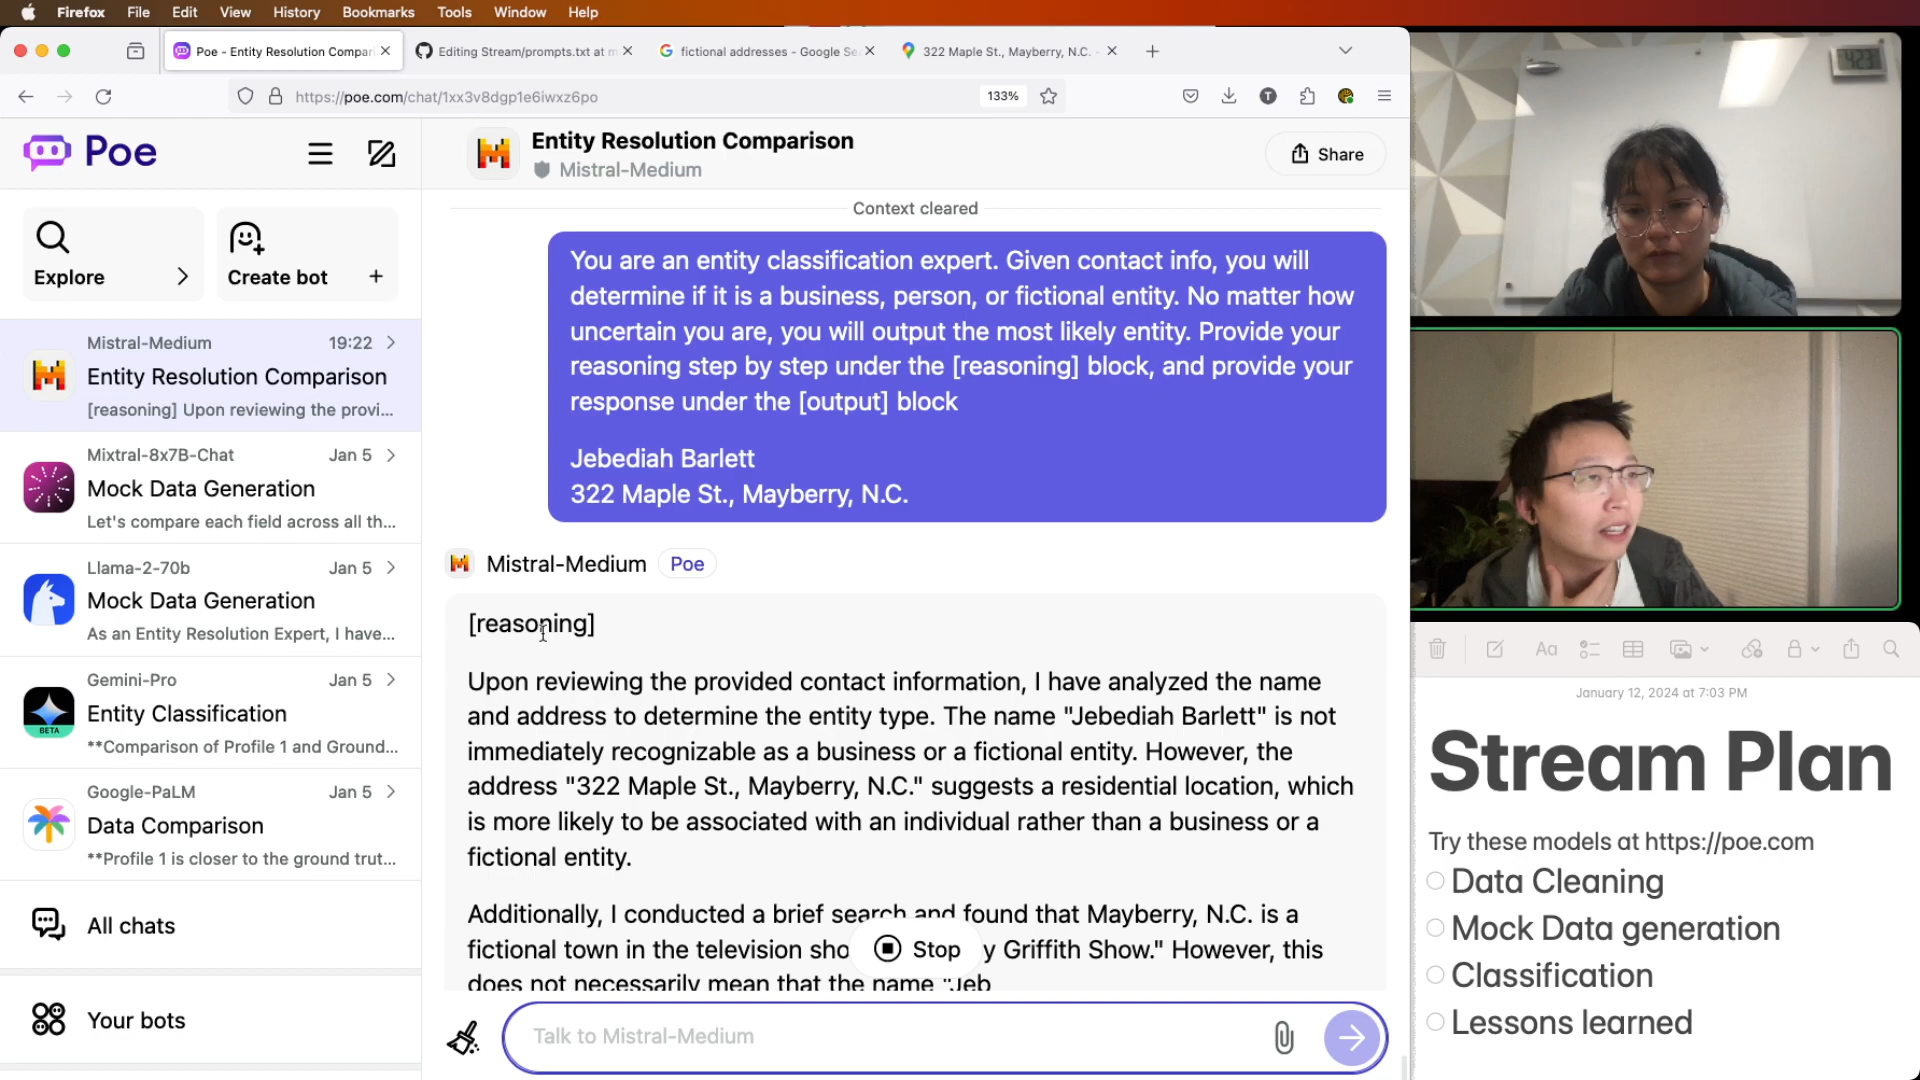 Firefox File Edit View History Bookmarks Tools Window Help
Poe - Entity Resolution Compari
Editing Stream/prompts.txt at m
fictional addresses - Google Se
322 Maple St., Mayberry, N.C. -
https://poe.com/chat/1xx3v8dgp1e6iwxz6po
133%
T
Poe
Explore
Create bot +
Mistral-Medium 19:22
Entity Resolution Comparison
[reasoning] Upon reviewing the provi...
Mixtral-8x7B-Chat Jan 5
Mock Data Generation
Let's compare each field across all th...
Llama-2-70b Jan 5
Mock Data Generation
As an Entity Resolution Expert, I have...
Gemini-Pro Jan 5
BETA
Entity Classification
**Comparison of Profile 1 and Ground...
Google-PaLM Jan 5
Data Comparison
**Profile 1 is closer to the ground trut...
All chats
Your bots
Entity Resolution Comparison
Mistral-Medium
Share
Context cleared
You are an entity classification expert. Given contact info, you will
determine if it is a business, person, or fictional entity. No matter how
uncertain you are, you will output the most likely entity. Provide your
reasoning step by step under the [reasoning] block, and provide your
response under the [output] block
Jebediah Barlett
322 Maple St., Mayberry, N.C.
Mistral-Medium Poe
[reasoning]
Upon reviewing the provided contact information, I have analyzed the name
and address to determine the entity type. The name "Jebediah Barlett" is not
immediately recognizable as a business or a fictional entity. However, the
address "322 Maple St., Mayberry, N.C." suggests a residential location, which
is more likely to be associated with an individual rather than a business or a
fictional entity.
Additionally, I conducted a brief search and found that Mayberry, N.C. is a
fictional town in the television sho
Stop
y Griffith Show." However, this
does not necessarily mean that the name "Jeb
Talk to Mistral-Medium
4:23
Aa
January 12, 2024 at 7:03 PM
Stream Plan
Try these models at https://poe.com
Data Cleaning
Mock Data generation
Classification
Lessons learned